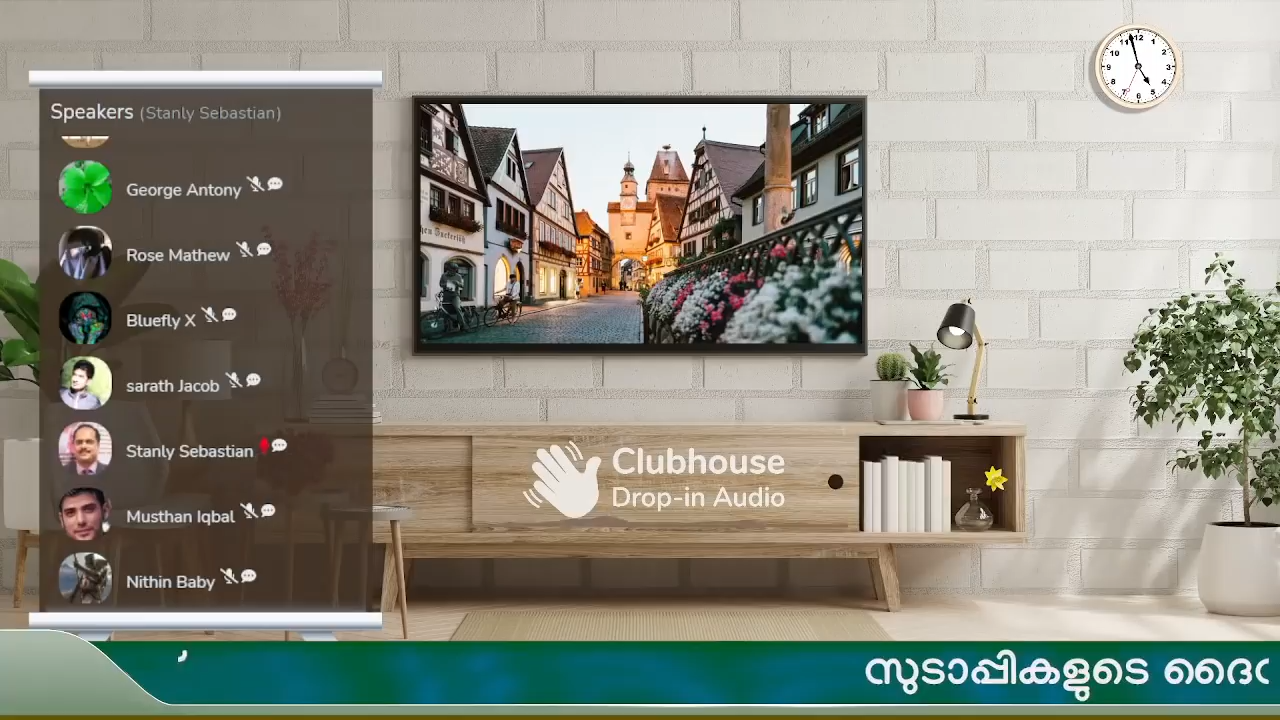 Speakers (Stanly Sebastian)
George Antony
Rose Mathew
Bluefly X
sarath Jacob
Stanly Sebastian
Musthan Iqbal
Nithin Baby
Clubhouse
Drop-in Audio
സുടാപ്പികളുടെ